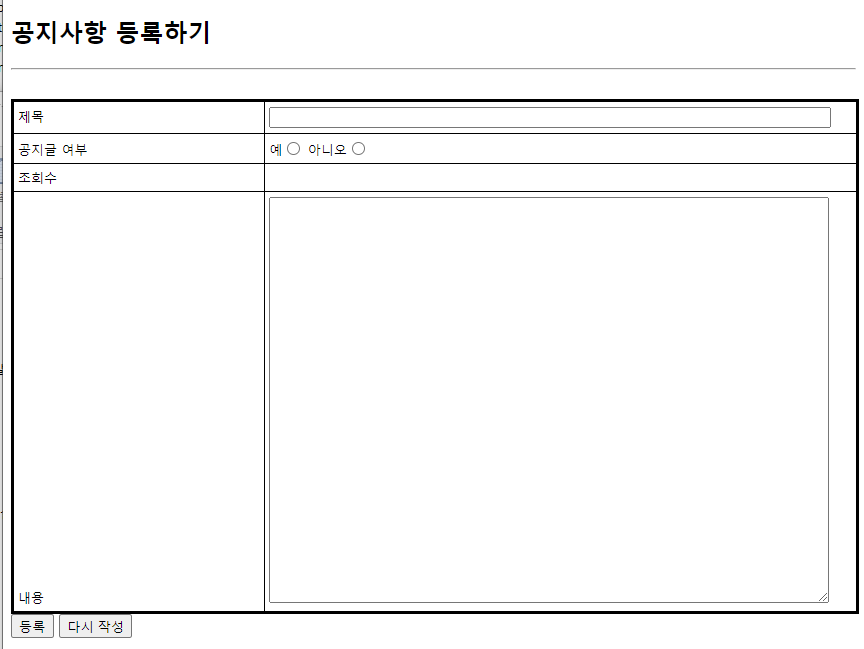 공지사항 등록하기
제목
공지글 여부 예 아니오
조회수
내용
등록 다시 작성